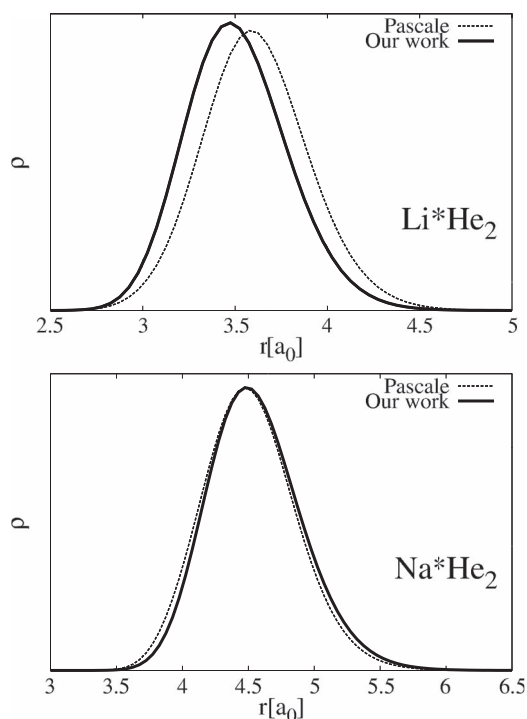 Pascale
Our work
ρ
Li*He₂
2.5 3 3.5 4 4.5 5
r[a₀]
Pascale
Our work
ρ
Na*He₂
3 3.5 4 4.5 5 5.5 6 6.5
r[a₀]